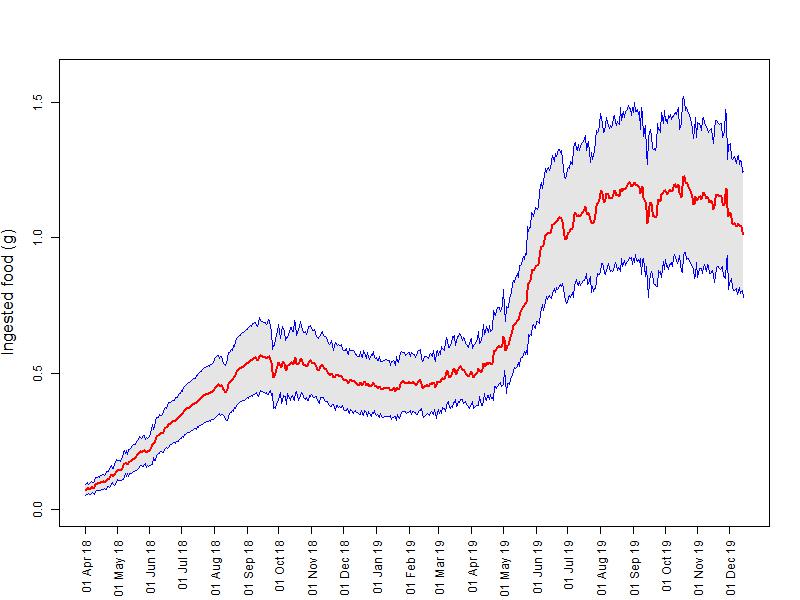 Ingested food (g)
1.5
1.0
0.5
0.0
01 Apr 18
01 May 18
01 Jun 18
01 Jul 18
01 Aug 18
01 Sep 18
01 Oct 18
01 Nov 18
01 Dec 18
01 Jan 19
01 Feb 19
01 Mar 19
01 Apr 19
01 May 19
01 Jun 19
01 Jul 19
01 Aug 19
01 Sep 19
01 Oct 19
01 Nov 19
01 Dec 19